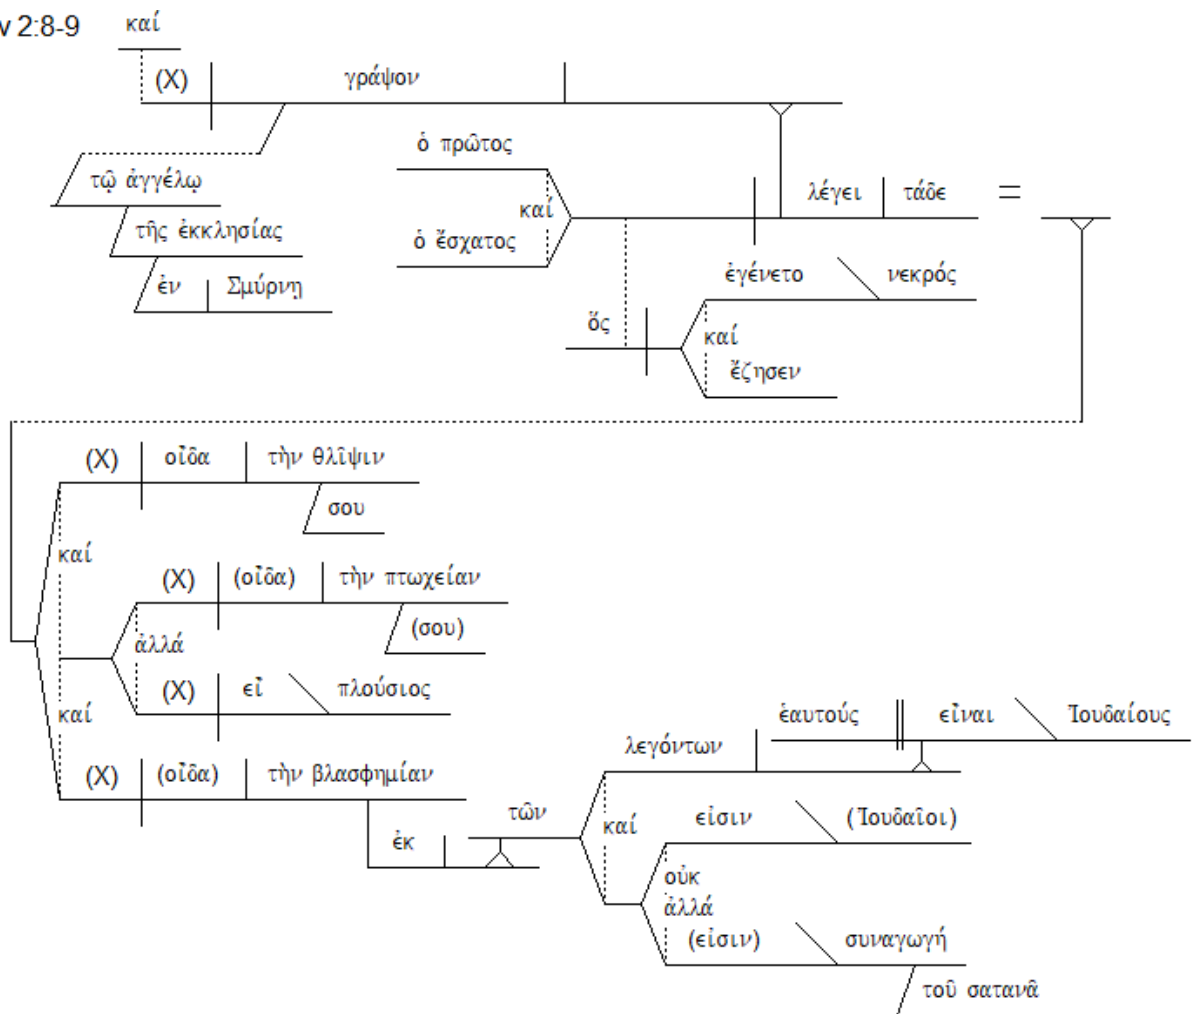 ν 2:8-9 καί
(X) γράψον
ὁ πρῶτος
τῷ ἀγγέλῳ καί λέγει τάδε =
τῆς ἐκκλησίας ὁ ἔσχατος
ἐν Σμύρνῃ ἐγένετο νεκρός
ὅς καί
ἔζησεν
(X) οἶδα τὴν θλῖψιν
σου
καί
(X) (οἶδα) τὴν πτωχείαν
ἀλλά (σου)
(X) εἶ πλούσιος
καί ἑαυτούς εἶναι Ἰουδαίους
λεγόντων
(X) (οἶδα) τὴν βλασφημίαν
τῶν καί εἰσιν (Ἰουδαῖοι)
ἐκ
οὐκ
ἀλλά
(εἰσιν) συναγωγή
τοῦ σατανᾶ